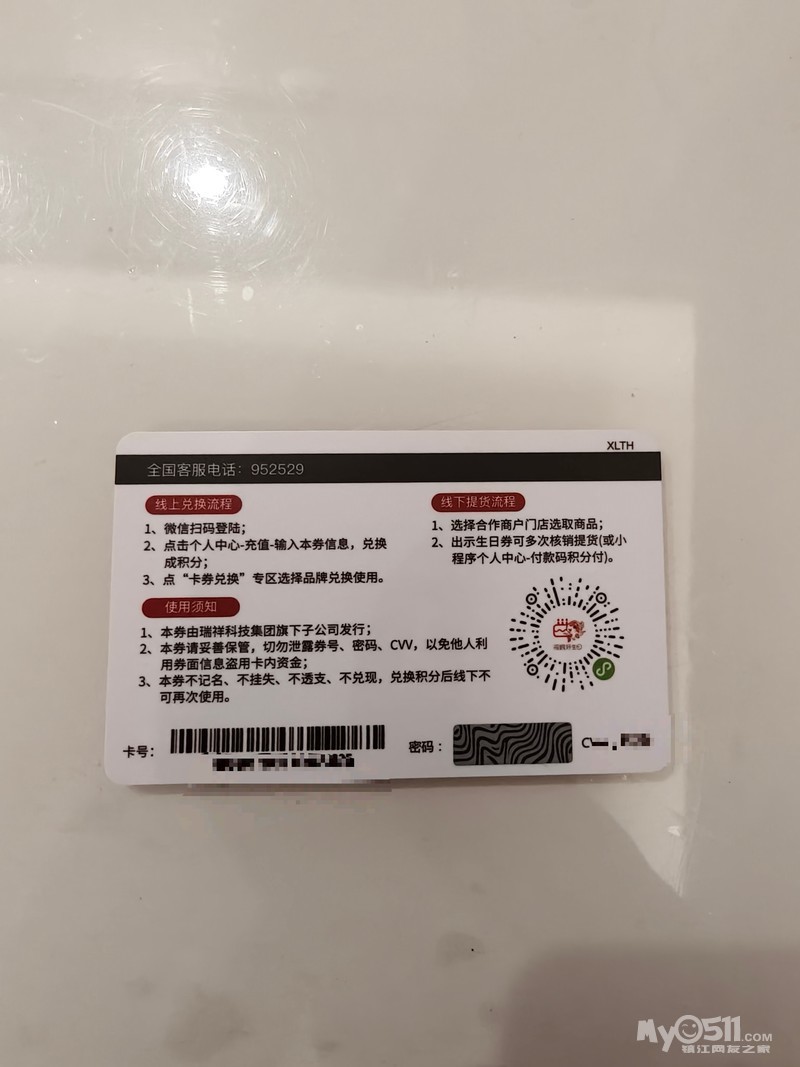 XLTH
全国客服电话：952529
线上兑换流程
1、微信扫码登陆；
2、点击个人中心-充值-输入本券信息，兑换
成积分；
3、点“卡券兑换”专区选择品牌兑换使用。
线下提货流程
1、选择合作商户门店选取商品；
2、出示生日券可多次核销提货(或小
程序个人中心-付款码积分付)。
使用须知
1、本券由瑞祥科技集团旗下子公司发行；
2、本券请妥善保管，切勿泄露券号、密码、CVV，以免他人利
用券面信息盗用卡内资金；
3、本券不记名、不挂失、不透支、不兑现，兑换积分后线下不
可再次使用。
卡号：
密码：
MyO511.COM
镇江网友之家